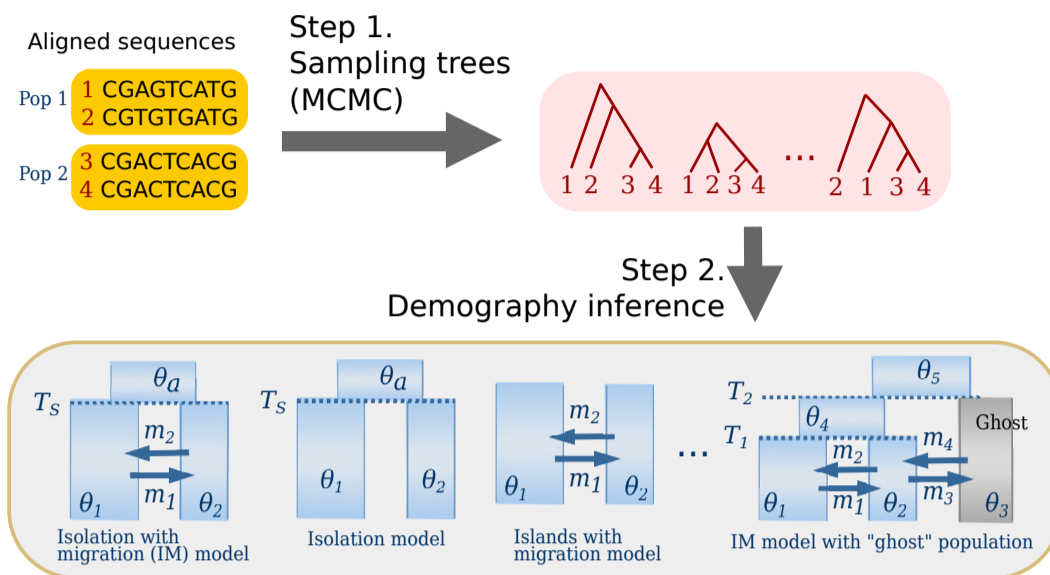 Aligned sequences
Pop 1
1 CGAGTCATG
2 CGTGTGATG
Pop 2
3 CGACTCACG
4 CGACTCACG
Step 1.
Sampling trees
(MCMC)
1 2 3 4
1 2 3 4
...
2 1 3 4
Step 2.
Demography inference
θa
TS
m2
m1
θ1
θ2
Isolation with
migration (IM) model
θa
TS
θ1
θ2
Isolation model
m2
m1
θ1
θ2
Islands with
migration model
...
θ5
T2
θ4
Ghost
T1
m4
m2
m1
m3
θ1
θ2
θ3
IM model with "ghost" population